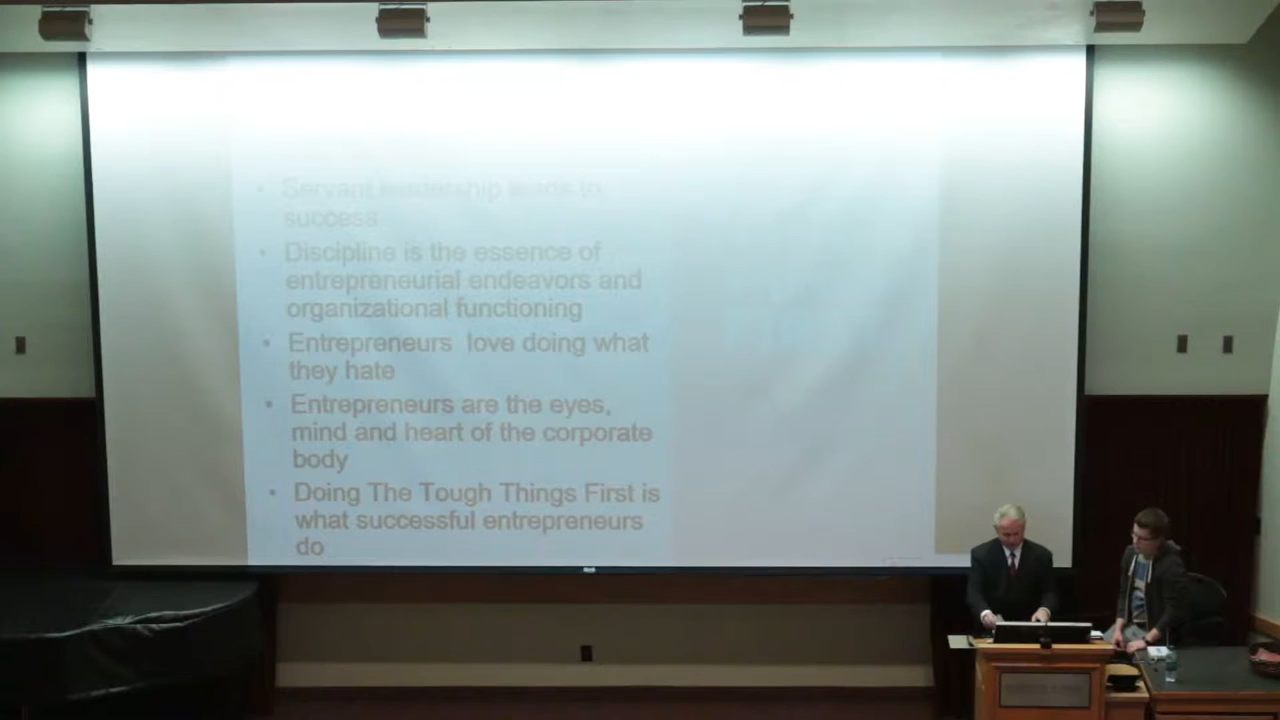 • Servant leadership leads to
success
• Discipline is the essence of
entrepreneurial endeavors and
organizational functioning
• Entrepreneurs love doing what
they hate
• Entrepreneurs are the eyes,
mind and heart of the corporate
body
• Doing The Tough Things First is
what successful entrepreneurs
do